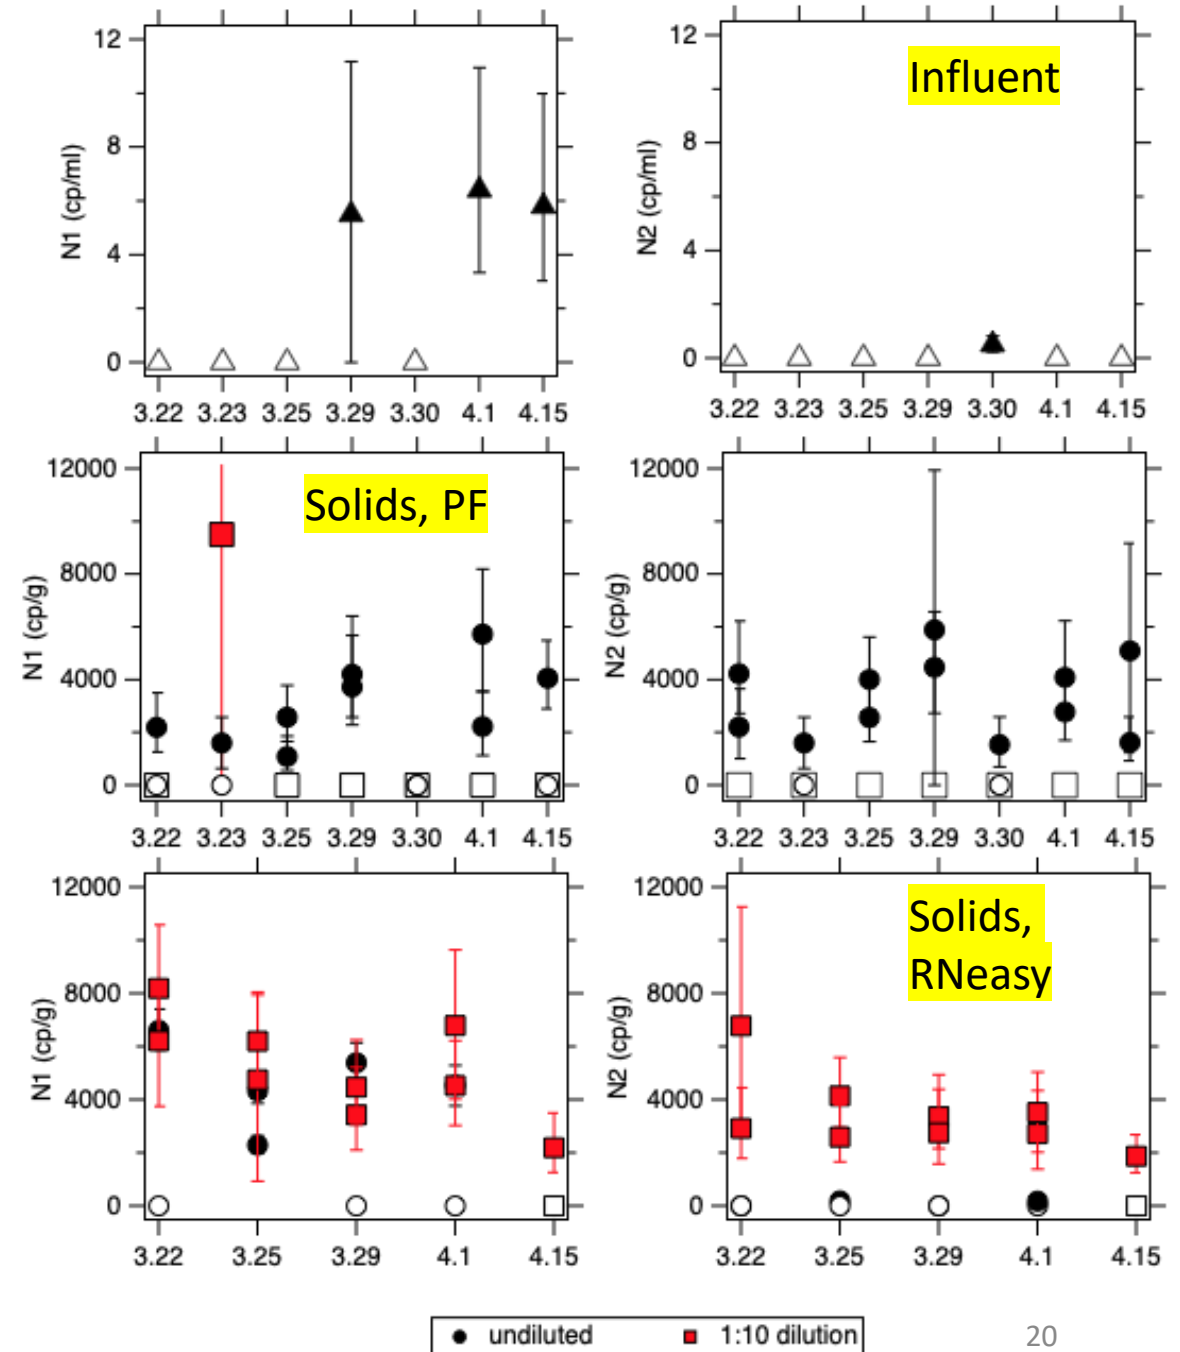 12
8
4
0
N1 (cp/ml)
3.22 3.23 3.25 3.29 3.30 4.1 4.15
Influent
12
8
4
0
N2 (cp/ml)
3.22 3.23 3.25 3.29 3.30 4.1 4.15
Solids, PF
12000
8000
4000
0
N1 (cp/g)
3.22 3.23 3.25 3.29 3.30 4.1 4.15
12000
8000
4000
0
N2 (cp/g)
3.22 3.23 3.25 3.29 3.30 4.1 4.15
12000
8000
4000
0
N1 (cp/g)
3.22 3.25 3.29 4.1 4.15
Solids,
RNeasy
12000
8000
4000
0
N2 (cp/g)
3.22 3.25 3.29 4.1 4.15
undiluted 1:10 dilution
20